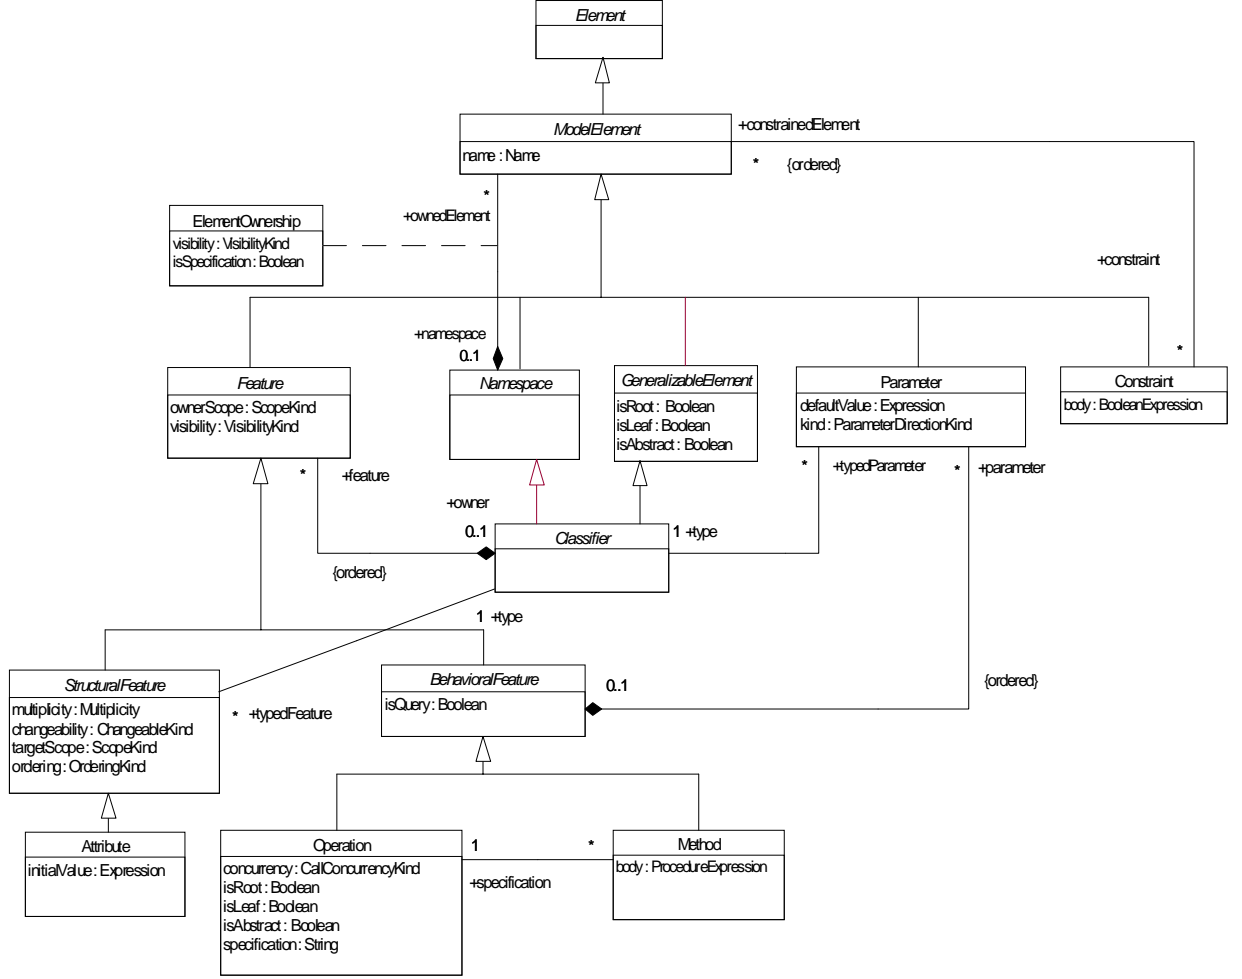 Element
ModelElement
name : Name
+constrainedElement
*
{ordered}
*
+ownedElement
ElementOwnership
visibility : VisibilityKind
isSpecification : Boolean
+constraint
*
+namespace
0..1
Feature
ownerScope : ScopeKind
visibility : VisibilityKind
Namespace
GeneralizableElement
isRoot : Boolean
isLeaf : Boolean
isAbstract : Boolean
Parameter
defaultValue : Expression
kind : ParameterDirectionKind
Constraint
body : BooleanExpression
*
+feature
*
+typedParameter
*
+parameter
+owner
0..1
Classifier
1 +type
{ordered}
1 +type
StructuralFeature
multiplicity : Multiplicity
changeability : ChangeableKind
targetScope : ScopeKind
ordering : OrderingKind
* +typedFeature
BehavioralFeature
isQuery : Boolean
0..1
{ordered}
Attribute
initialValue : Expression
Operation
concurrency : CallConcurrencyKind
isRoot : Boolean
isLeaf : Boolean
isAbstract : Boolean
specification : String
1
+specification
*
Method
body : ProcedureExpression